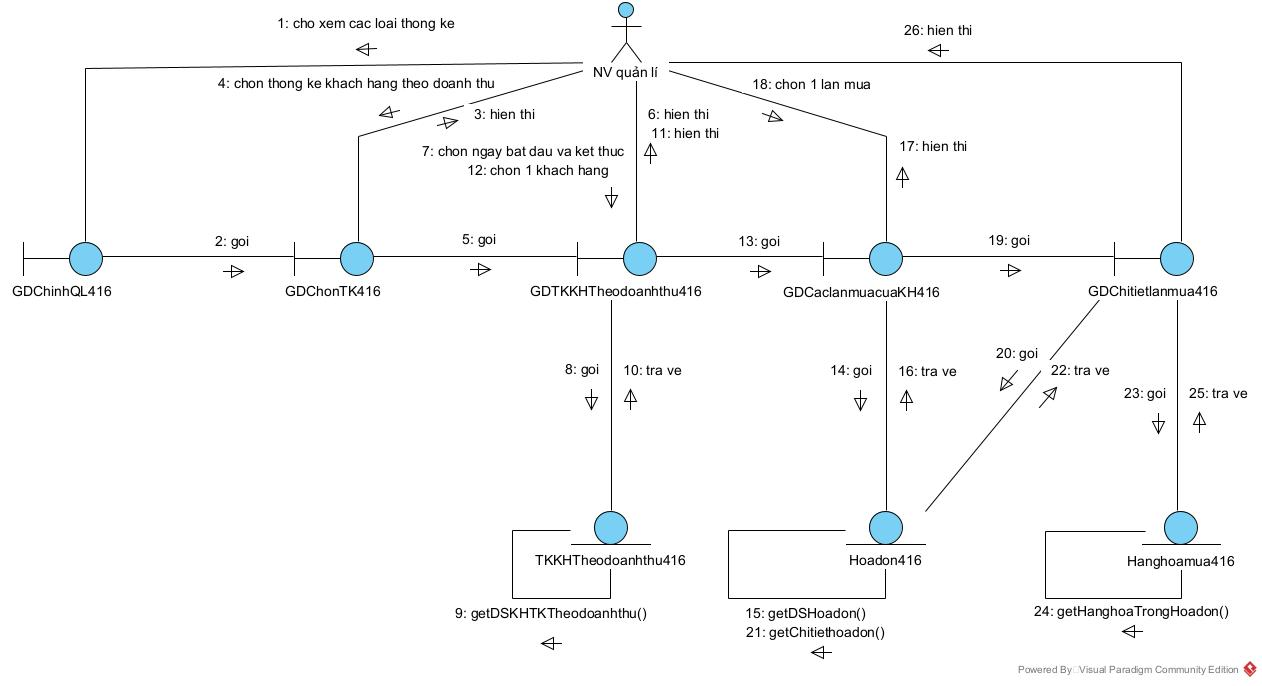 1: cho xem cac loai thong ke
26: hien thi
NV quản lí
4: chon thong ke khach hang theo doanh thu
18: chon 1 lan mua
3: hien thi
6: hien thi
11: hien thi
7: chon ngay bat dau va ket thuc
12: chon 1 khach hang
17: hien thi
2: goi
5: goi
13: goi
19: goi
GDChinhQL416
GDChonTK416
GDTKKHTheodoanhthu416
GDCaclanmuacuaKH416
GDChitietlanmua416
20: goi
8: goi
10: tra ve
14: goi
16: tra ve
22: tra ve
23: goi
25: tra ve
TKKHTheodoanhthu416
Hoadon416
Hanghoamua416
9: getDSKHTKTheodoanhthu()
15: getDSHoadon()
21: getChitiethoadon()
24: getHanghoaTrongHoadon()
Powered By Visual Paradigm Community Edition